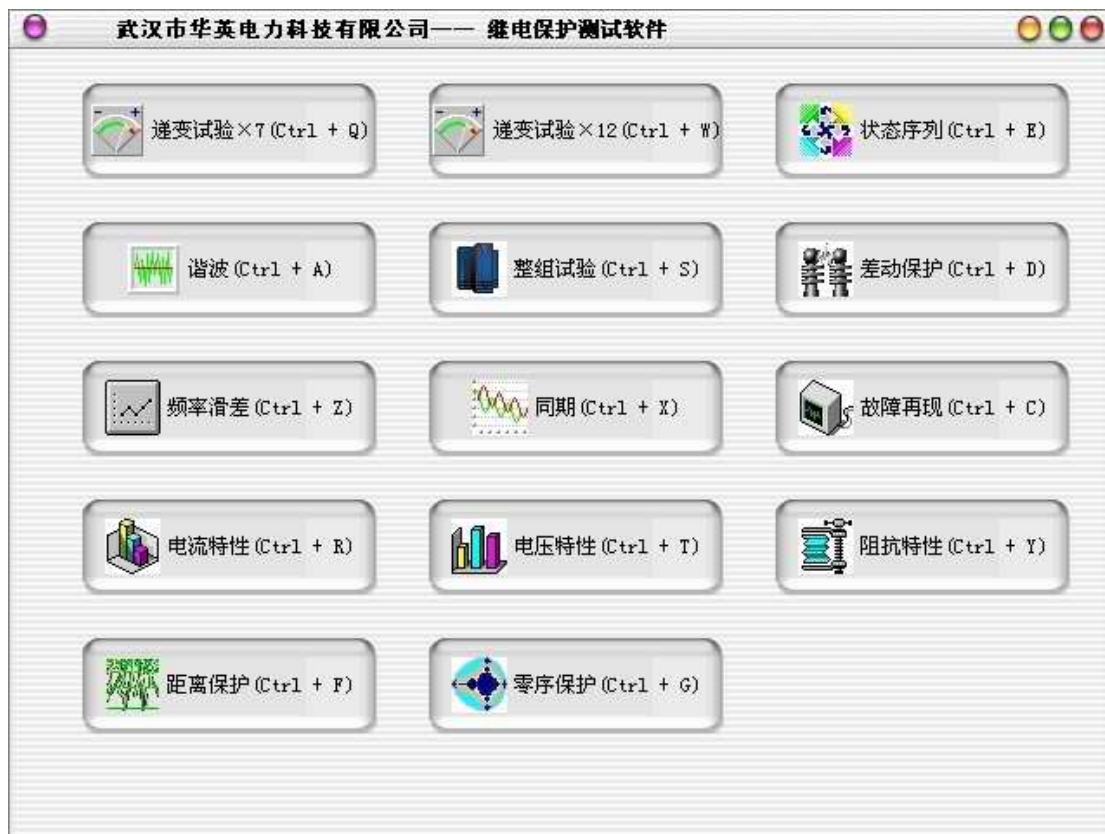 武汉市华英电力科技有限公司—— 继电保护测试软件
递变试验×7(Ctrl + Q)
递变试验×12(Ctrl + W)
状态序列(Ctrl + E)
谐波(Ctrl + A)
整组试验(Ctrl + S)
差动保护(Ctrl + D)
频率滑差(Ctrl + Z)
同期(Ctrl + X)
故障再现(Ctrl + C)
电流特性(Ctrl + R)
电压特性(Ctrl + T)
阻抗特性(Ctrl + Y)
距离保护(Ctrl + F)
零序保护(Ctrl + G)